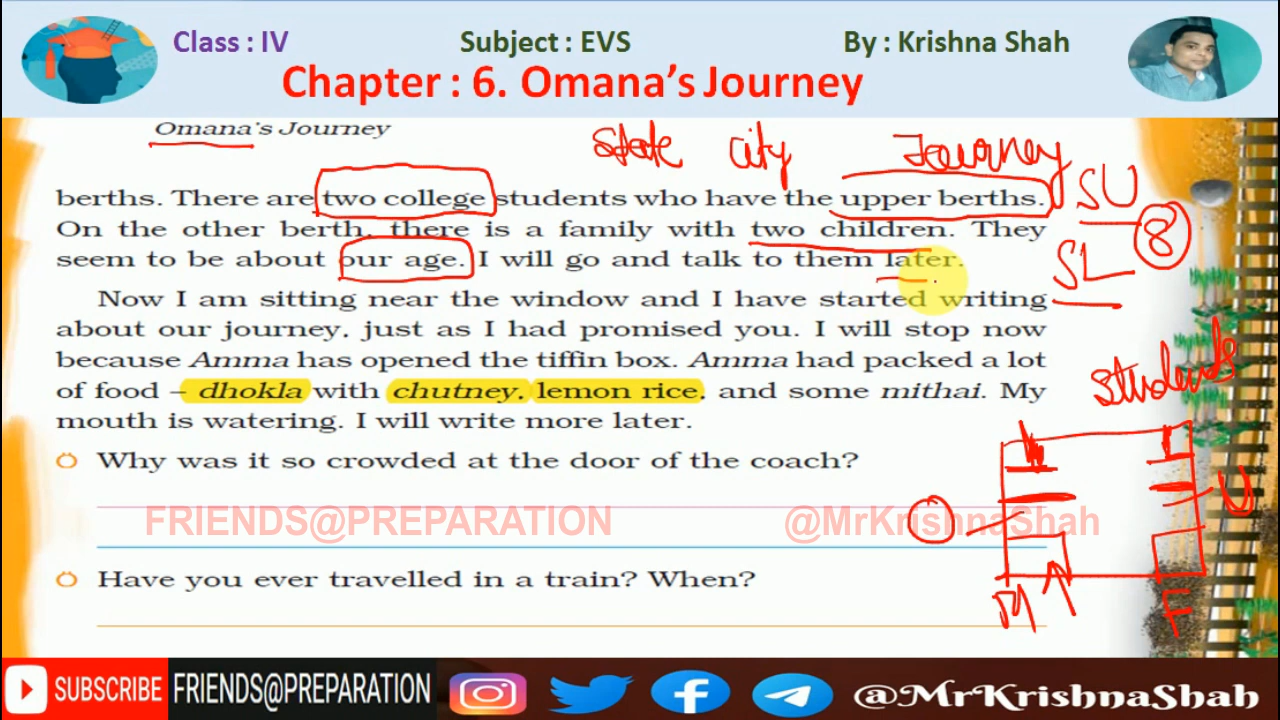 Class : IV
Subject : EVS
By : Krishna Shah
Chapter : 6. Omana's Journey
Omana's Journey
State city Journey
berths. There are two college students who have the upper berths.
SU
On the other berth, there is a family with two children. They
8
seem to be about our age. I will go and talk to them later.
SL
Now I am sitting near the window and I have started writing
about our journey, just as I had promised you. I will stop now
because Amma has opened the tiffin box. Amma had packed a lot
students
of food – dhokla with chutney, lemon rice, and some mithai. My
mouth is watering. I will write more later.
Why was it so crowded at the door of the coach?
U
O
FRIENDS@PREPARATION @MrKrishnaShah
Have you ever travelled in a train? When?
M F
SUBSCRIBE FRIENDS@PREPARATION @MrKrishnaShah